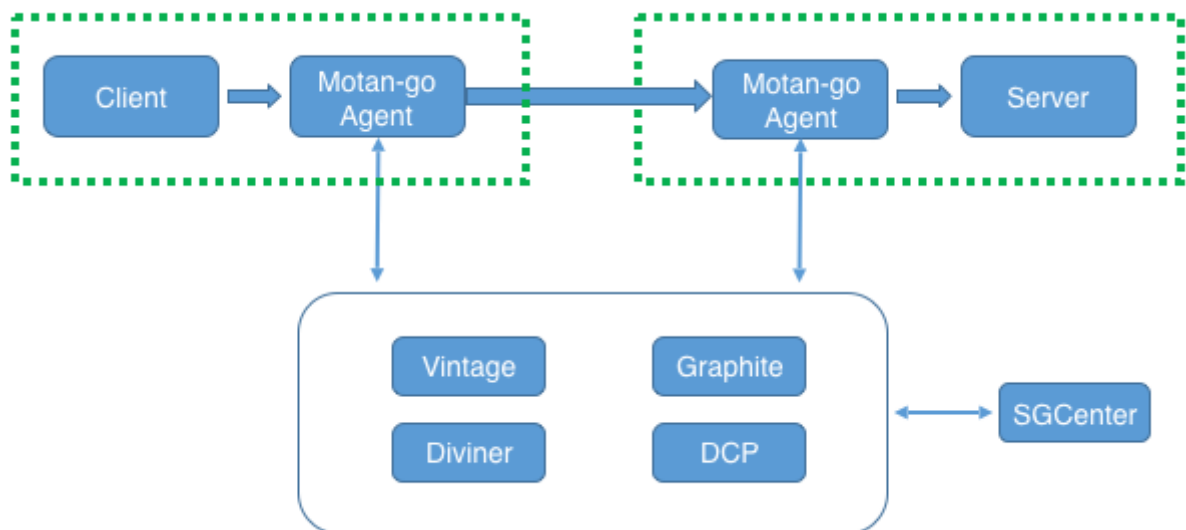 Client
Motan-go
Agent
Motan-go
Agent
Server
Vintage
Graphite
Diviner
DCP
SGCenter